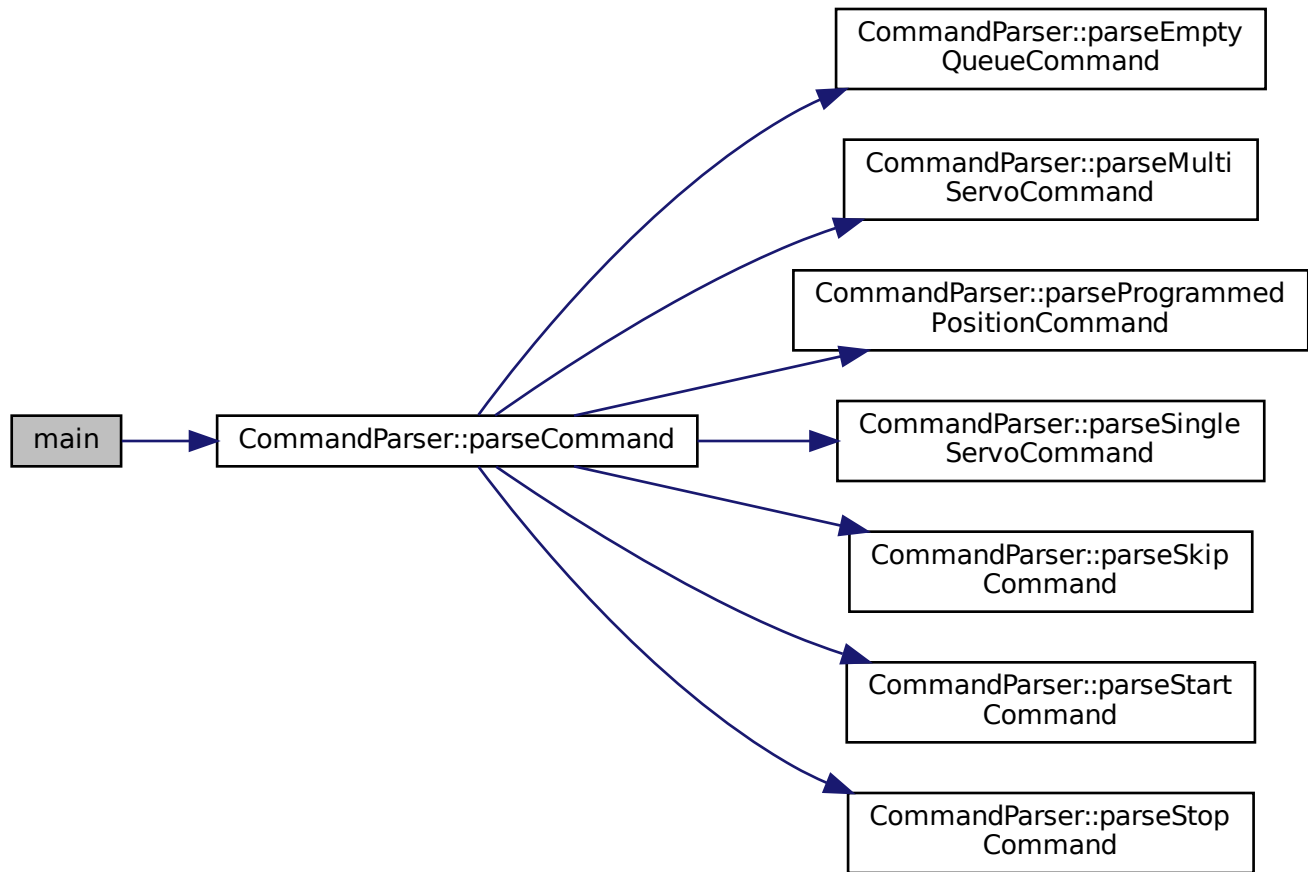 main
CommandParser::parseCommand
CommandParser::parseEmpty
QueueCommand
CommandParser::parseMulti
ServoCommand
CommandParser::parseProgrammed
PositionCommand
CommandParser::parseSingle
ServoCommand
CommandParser::parseSkip
Command
CommandParser::parseStart
Command
CommandParser::parseStop
Command